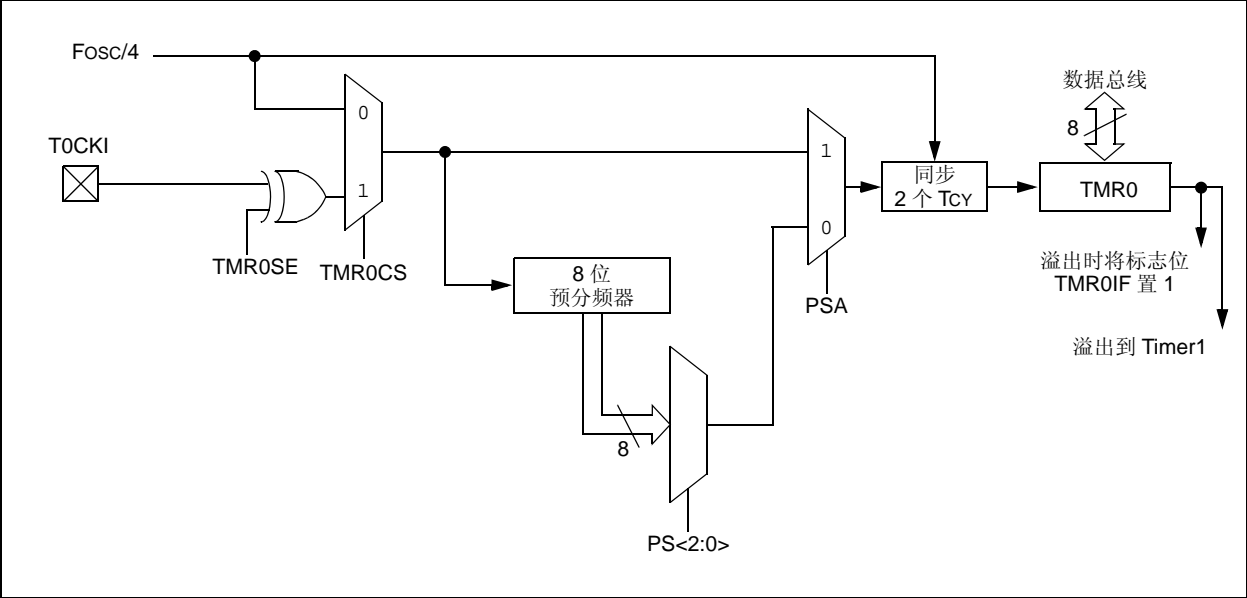 FOSC/4
数据总线
8
T0CKI
0
1
1
0
同步
2 个 TCY
TMR0
TMR0SE
TMR0CS
8 位
预分频器
PSA
溢出时将标志位
TMR0IF 置 1
溢出到 Timer1
8
PS<2:0>